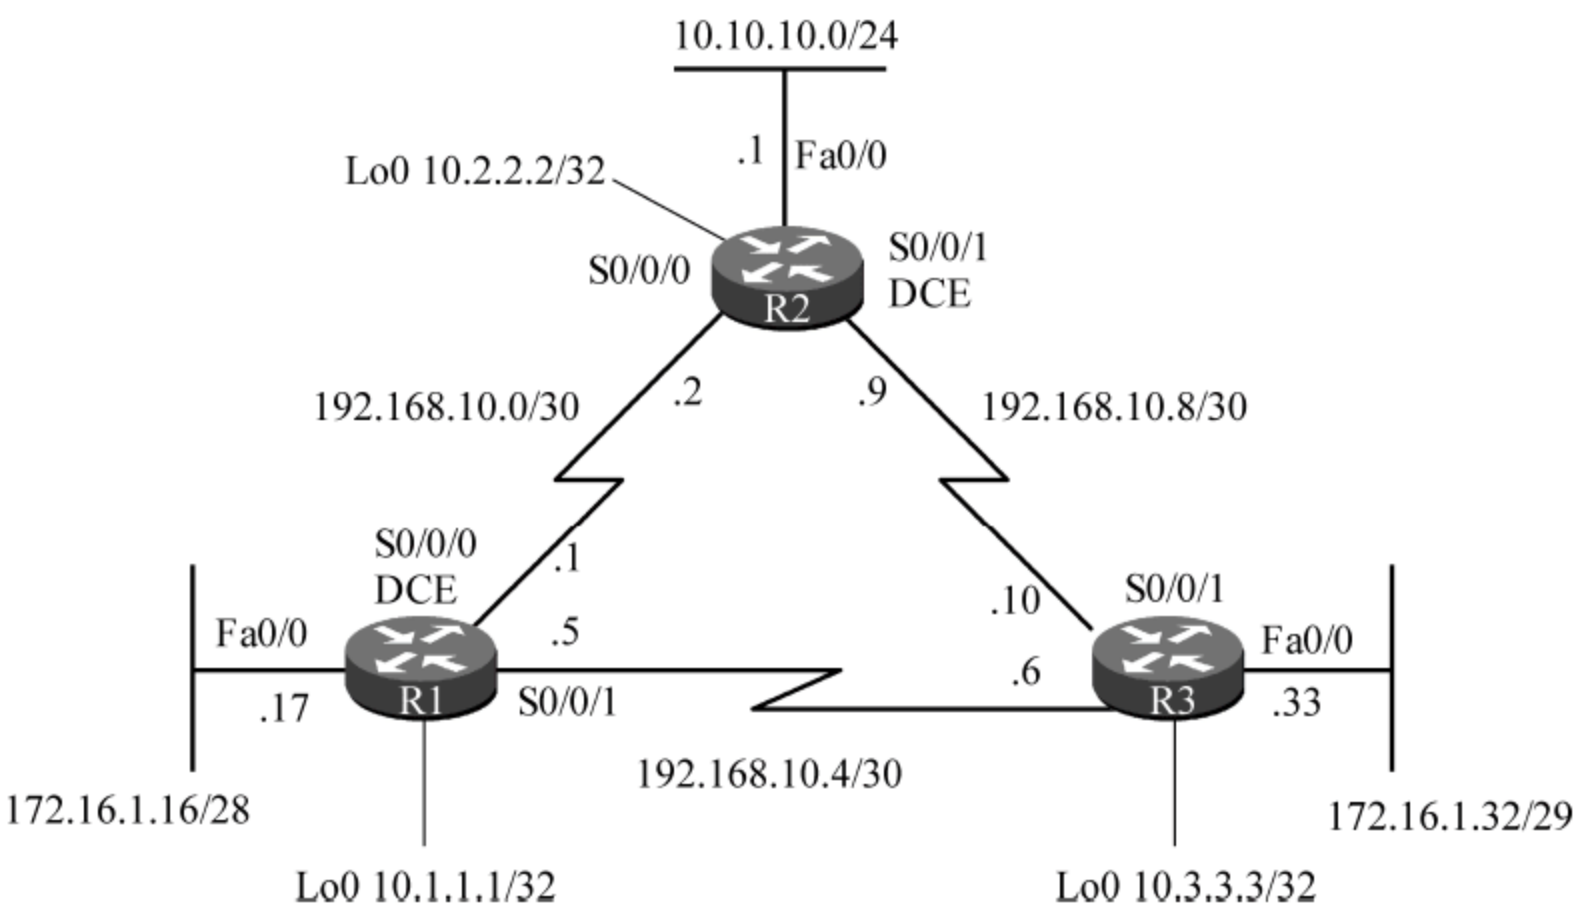 10.10.10.0/24
.1
Fa0/0
Lo0 10.2.2.2/32
S0/0/0
S0/0/1
DCE
R2
.2
.9
192.168.10.0/30
192.168.10.8/30
S0/0/0
DCE
.1
.5
.10
S0/0/1
Fa0/0
Fa0/0
.6
.17
R1
S0/0/1
R3
.33
192.168.10.4/30
172.16.1.16/28
172.16.1.32/29
Lo0 10.1.1.1/32
Lo0 10.3.3.3/32